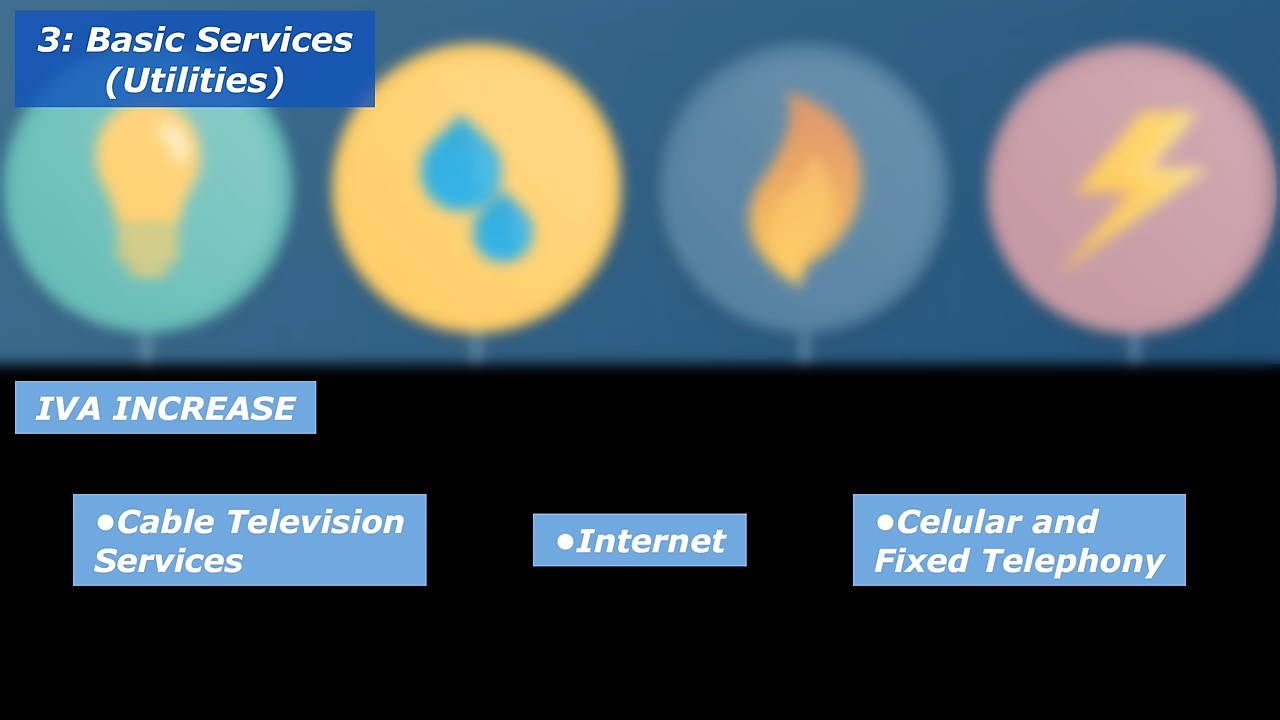 3: Basic Services
(Utilities)
IVA INCREASE
●Cable Television
Services
●Internet
●Celular and
Fixed Telephony